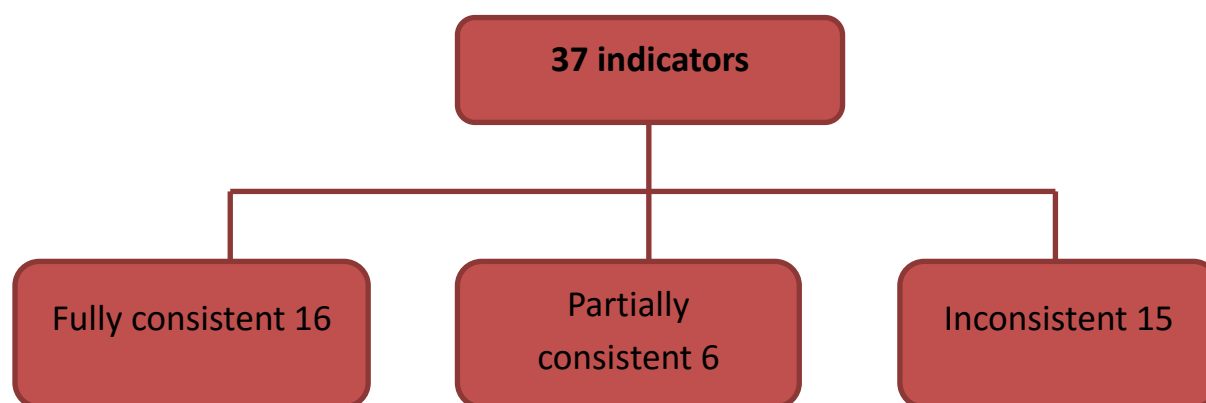 37 indicators
Fully consistent 16
Partially
consistent 6
Inconsistent 15